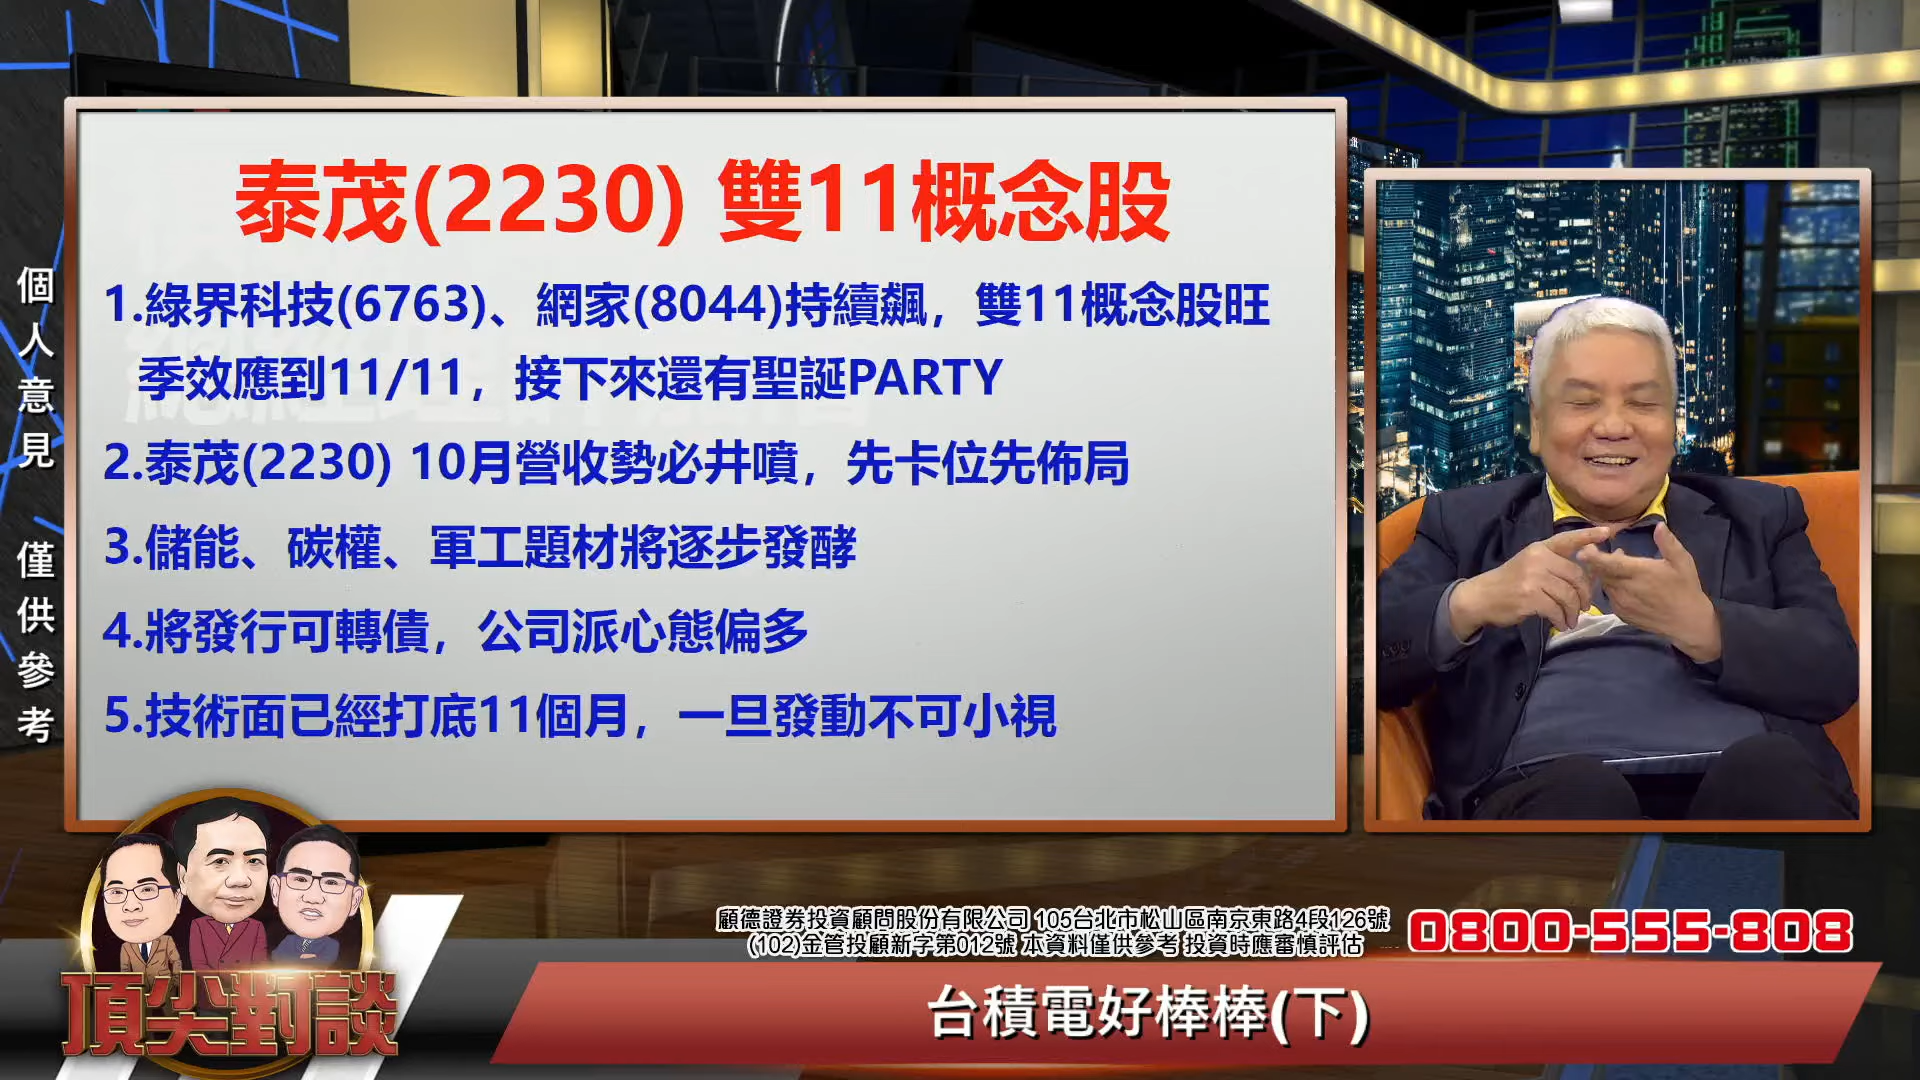 泰茂(2230) 雙11概念股
1.綠界科技(6763)、網家(8044)持續飆，雙11概念股旺
季效應到11/11，接下來還有聖誕PARTY
2.泰茂(2230) 10月營收勢必井噴，先卡位先佈局
3.儲能、碳權、軍工題材將逐步發酵
4.將發行可轉債，公司派心態偏多
5.技術面已經打底11個月，一旦發動不可小視
個人意見 僅供參考
頂尖對談
顧德證券投資顧問股份有限公司 105台北市松山區南京東路4段126號
(102)金管投顧新字第012號 本資料僅供參考 投資時應審慎評估
0800-555-808
台積電好棒棒(下)